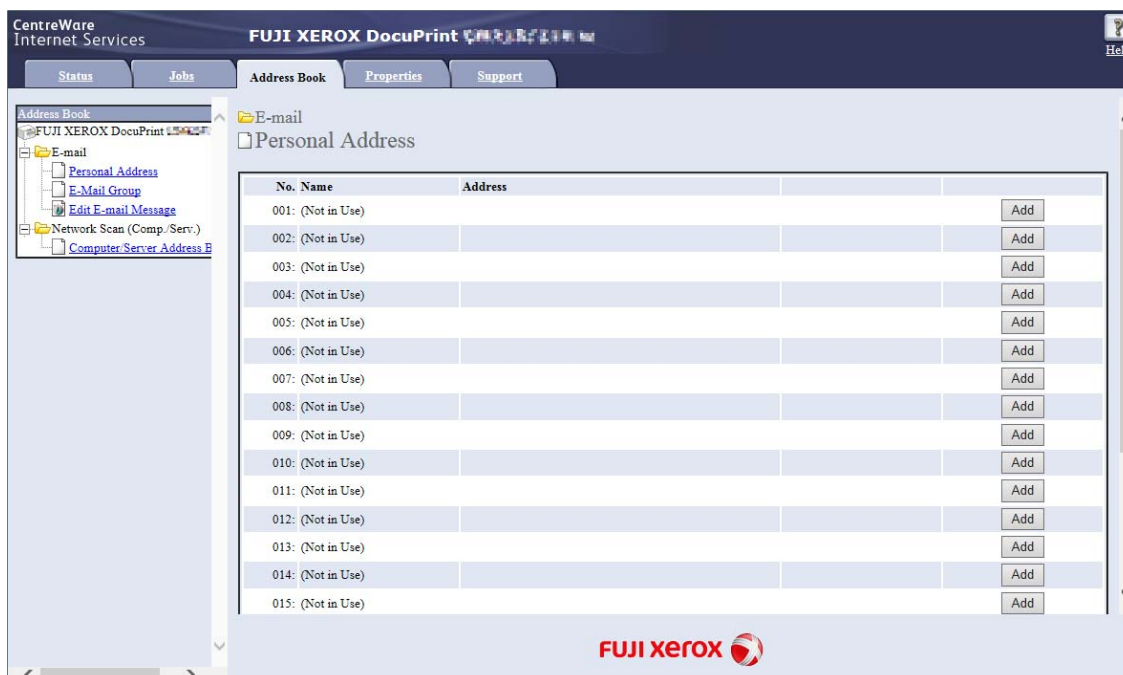 CentreWare
Internet Services
FUJI XEROX DocuPrint
Help
Status
Jobs
Address Book
Properties
Support
Address Book
FUJI XEROX DocuPrint
E-mail
Personal Address
E-Mail Group
Edit E-mail Message
Network Scan (Comp./Serv.)
Computer/Server Address B
E-mail
Personal Address
No. Name Address
001: (Not in Use) Add
002: (Not in Use) Add
003: (Not in Use) Add
004: (Not in Use) Add
005: (Not in Use) Add
006: (Not in Use) Add
007: (Not in Use) Add
008: (Not in Use) Add
009: (Not in Use) Add
010: (Not in Use) Add
011: (Not in Use) Add
012: (Not in Use) Add
013: (Not in Use) Add
014: (Not in Use) Add
015: (Not in Use) Add
FUJI xerox